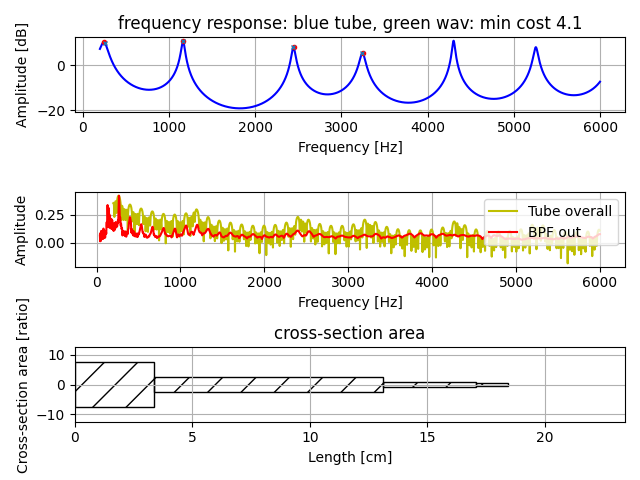 frequency response: blue tube, green wav: min cost 4.1
Amplitude [dB]
0
−20
0 1000 2000 3000 4000 5000 6000
Frequency [Hz]
Amplitude
0.25
0.00
Tube overall
BPF out
0 1000 2000 3000 4000 5000 6000
Frequency [Hz]
cross-section area
Cross-section area [ratio]
10
0
−10
0 5 10 15 20
Length [cm]